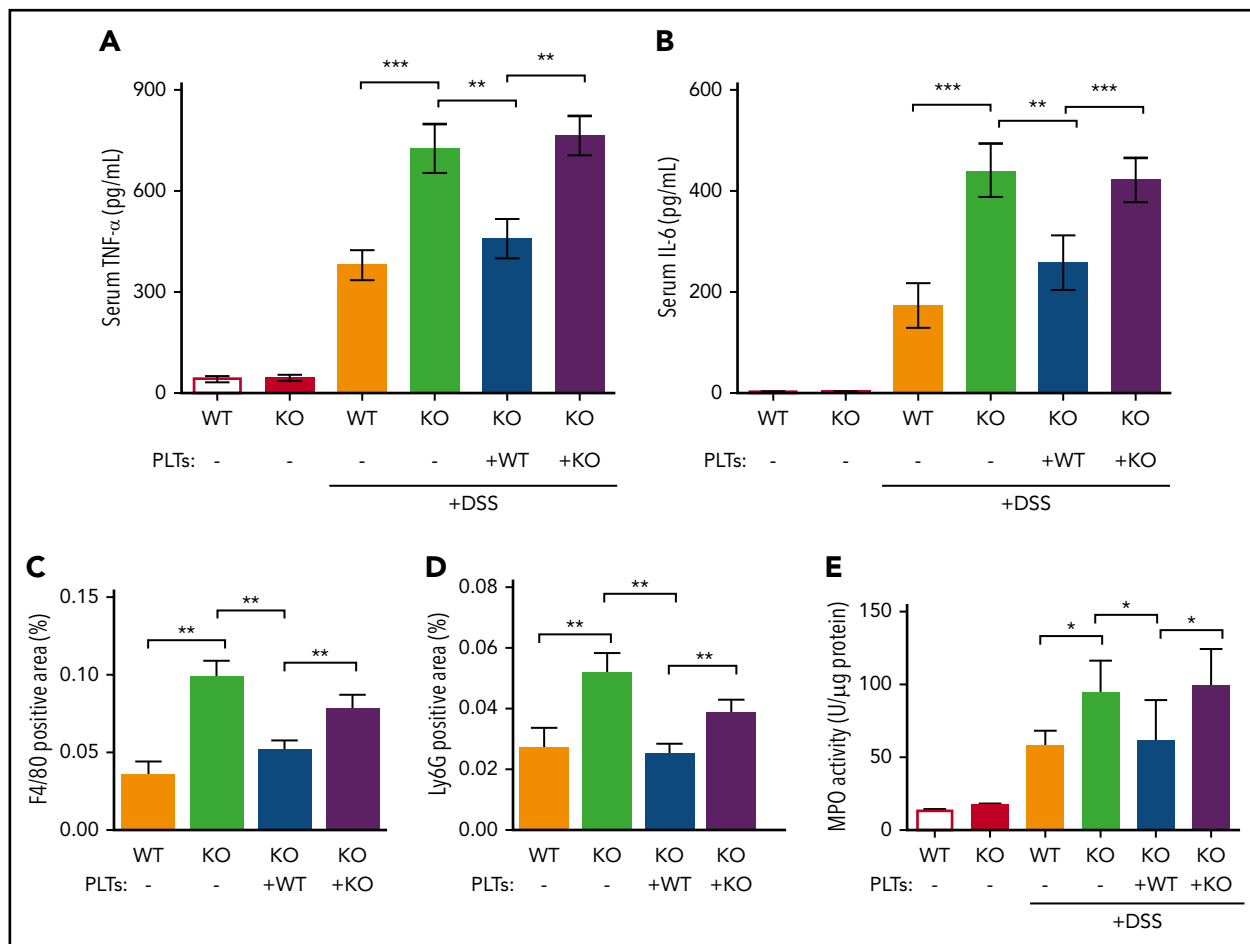 A
Serum TNF-α (pg/mL)
900
600
300
0
*** ** **
WT KO WT KO KO KO
PLTs: - - - - +WT +KO
+DSS
B
Serum IL-6 (pg/mL)
600
400
200
0
*** ** ***
WT KO WT KO KO KO
PLTs: - - - - +WT +KO
+DSS
C
F4/80 positive area (%)
0.15
0.10
0.05
0.00
** ** **
WT KO KO KO
PLTs: - - +WT +KO
D
Ly6G positive area (%)
0.08
0.06
0.04
0.02
0.00
** ** **
WT KO KO KO
PLTs: - - +WT +KO
E
MPO activity (U/µg protein)
150
100
50
0
* * *
WT KO WT KO KO KO
PLTs: - - - - +WT +KO
+DSS